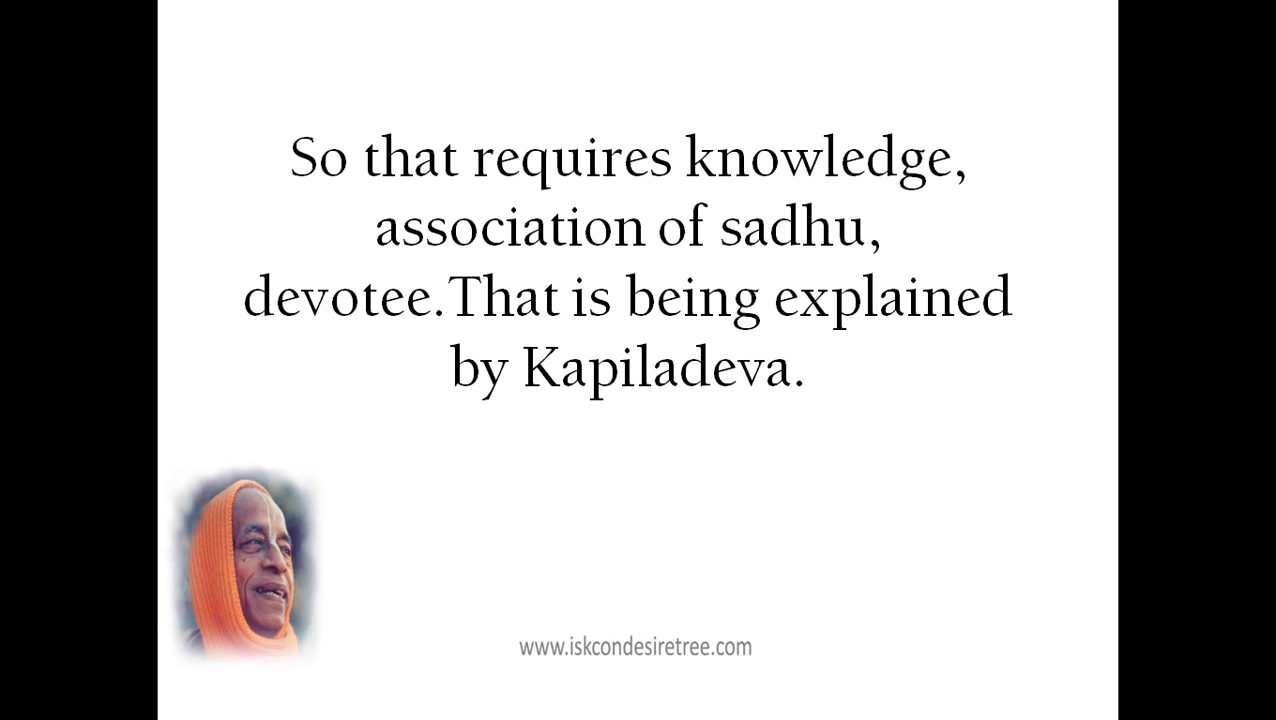 So that requires knowledge,
association of sadhu,
devotee.That is being explained
by Kapiladeva.
www.iskcondesiretree.com